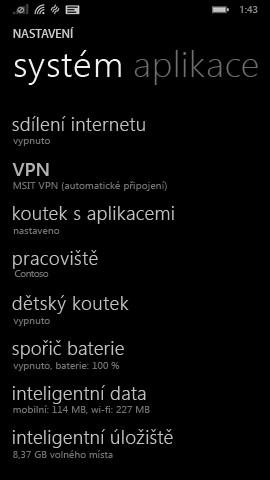 1:43
NASTAVENÍ
systém aplikace
sdílení internetu
vypnuto
VPN
MSIT VPN (automatické připojení)
koutek s aplikacemi
nastaveno
pracoviště
Contoso
dětský koutek
vypnuto
spořič baterie
vypnuto, baterie: 100 %
inteligentní data
mobilní: 114 MB, wi-fi: 227 MB
inteligentní úložiště
8,37 GB volného místa